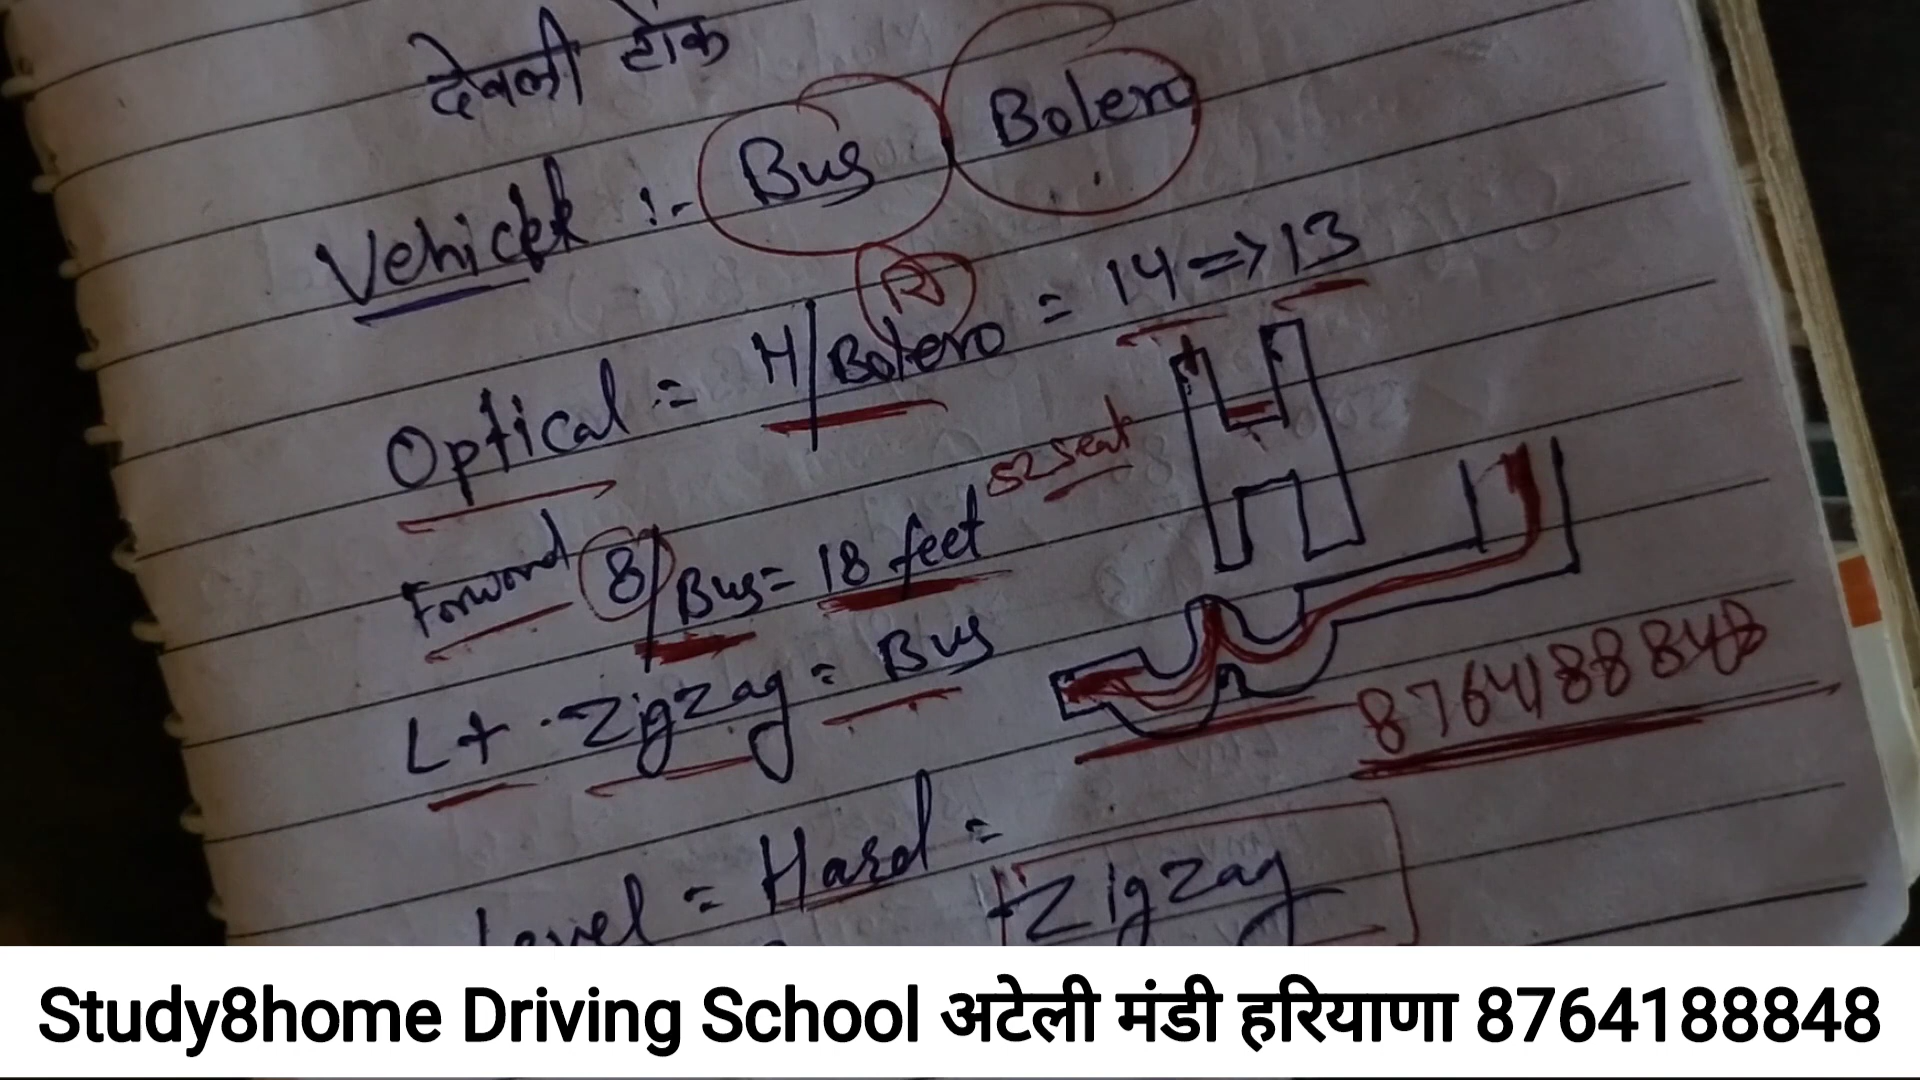 देवली टोंक
Vehicle :- Bus Bolero
R
Optical = H/Bolero = 14 => 13
52 seat
Forward 8/Bus = 18 feet
L + Zigzag = Bus
8764188848
Level = Hard =
+Zigzag
Study8home Driving School अटेली मंडी हरियाणा 8764188848